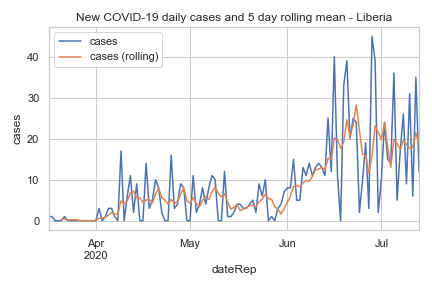 New COVID-19 daily cases and 5 day rolling mean - Liberia
cases
cases (rolling)
40
30
20
10
0
cases
Apr
2020
May
Jun
Jul
dateRep